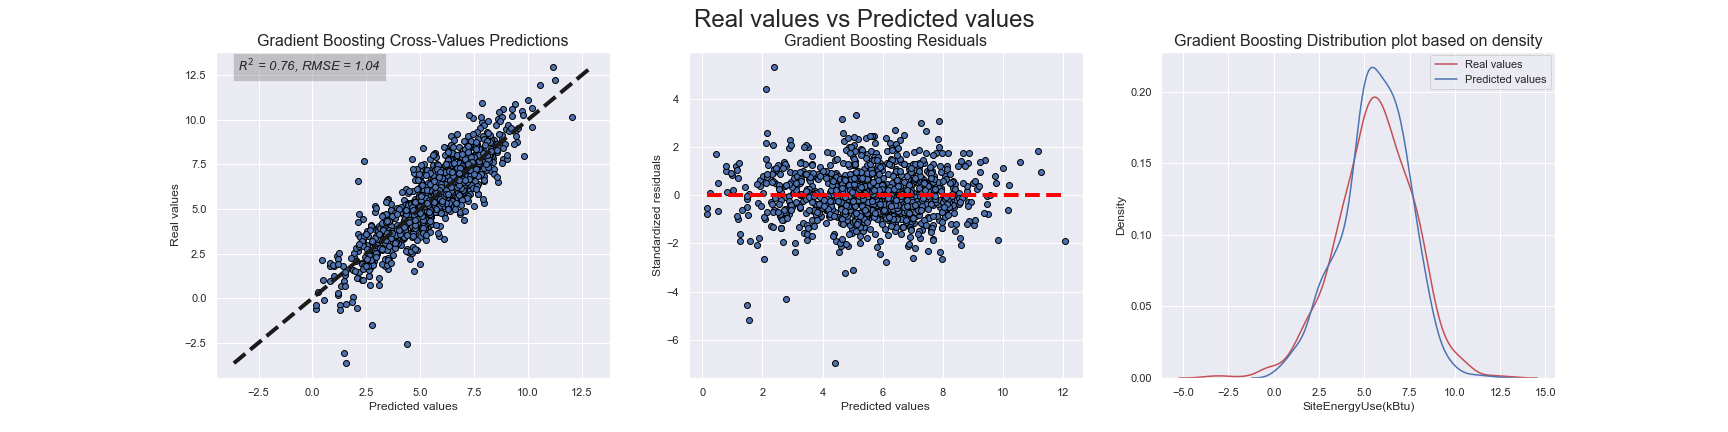 Real values vs Predicted values
Gradient Boosting Cross-Values Predictions
R² = 0.76, RMSE = 1.04
12.5
10.0
7.5
5.0
2.5
0.0
−2.5
Real values
−2.5 0.0 2.5 5.0 7.5 10.0 12.5
Predicted values
Gradient Boosting Residuals
4
2
0
−2
−4
−6
Standardized residuals
0 2 4 6 8 10 12
Predicted values
Gradient Boosting Distribution plot based on density
Real values
Predicted values
0.20
0.15
0.10
0.05
0.00
Density
−5.0 −2.5 0.0 2.5 5.0 7.5 10.0 12.5 15.0
SiteEnergyUse(kBtu)